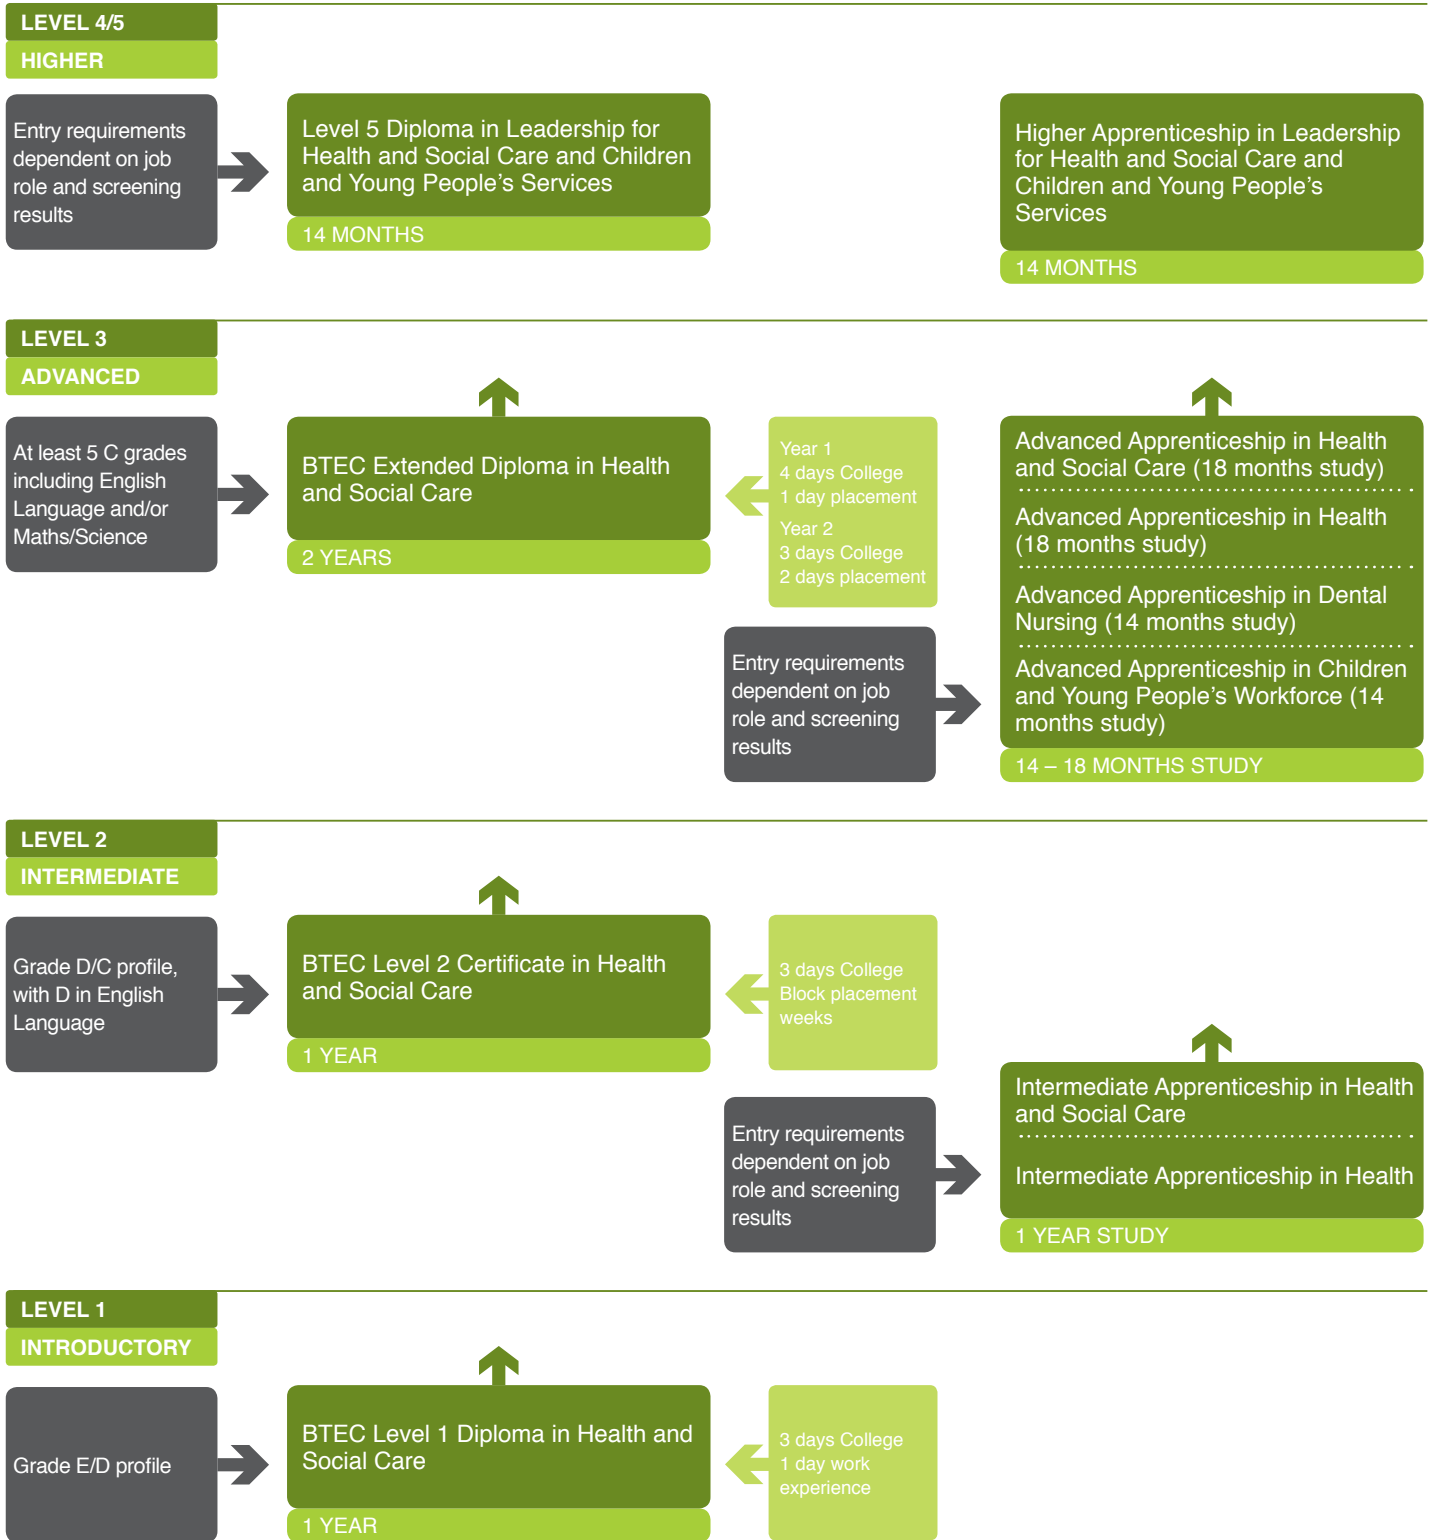 LEVEL 4/5
HIGHER
Entry requirements
dependent on job
role and screening
results
Level 5 Diploma in Leadership for
Health and Social Care and Children
and Young People’s Services
14 MONTHS
Higher Apprenticeship in Leadership
for Health and Social Care and
Children and Young People’s
Services
14 MONTHS
LEVEL 3
ADVANCED
At least 5 C grades
including English
Language and/or
Maths/Science
BTEC Extended Diploma in Health
and Social Care
2 YEARS
Year 1
4 days College
1 day placement
Year 2
3 days College
2 days placement
Entry requirements
dependent on job
role and screening
results
Advanced Apprenticeship in Health
and Social Care (18 months study)
Advanced Apprenticeship in Health
(18 months study)
Advanced Apprenticeship in Dental
Nursing (14 months study)
Advanced Apprenticeship in Children
and Young People’s Workforce (14
months study)
14 – 18 MONTHS STUDY
LEVEL 2
INTERMEDIATE
Grade D/C profile,
with D in English
Language
BTEC Level 2 Certificate in Health
and Social Care
1 YEAR
3 days College
Block placement
weeks
Entry requirements
dependent on job
role and screening
results
Intermediate Apprenticeship in Health
and Social Care
Intermediate Apprenticeship in Health
1 YEAR STUDY
LEVEL 1
INTRODUCTORY
Grade E/D profile
BTEC Level 1 Diploma in Health and
Social Care
1 YEAR
3 days College
1 day work
experience